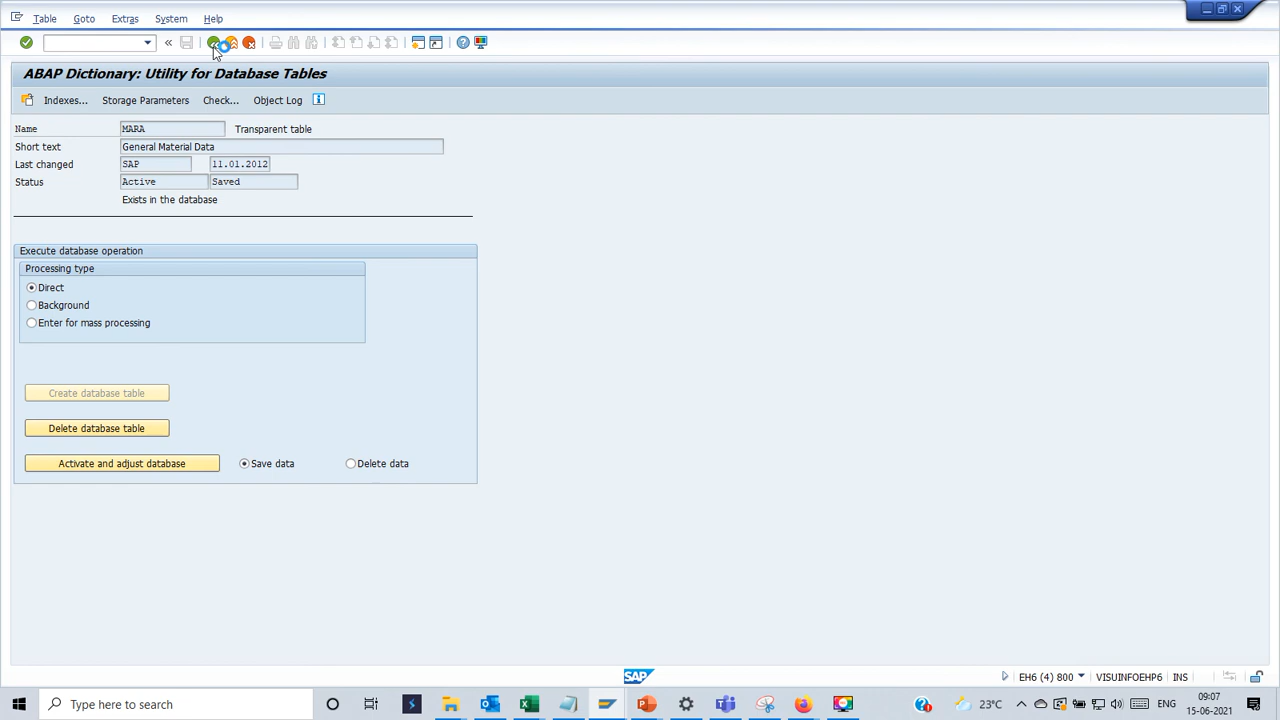 Table Goto Extras System Help
ABAP Dictionary: Utility for Database Tables
Indexes... Storage Parameters Check... Object Log
Name MARA Transparent table
Short text General Material Data
Last changed SAP 11.01.2012
Status Active Saved
Exists in the database
Execute database operation
Processing type
Direct
Background
Enter for mass processing
Create database table
Delete database table
Activate and adjust database Save data Delete data
SAP EH6 (4) 800 VISUINFOEHP6 INS
Type here to search 23°C ENG 09:07
15-06-2021